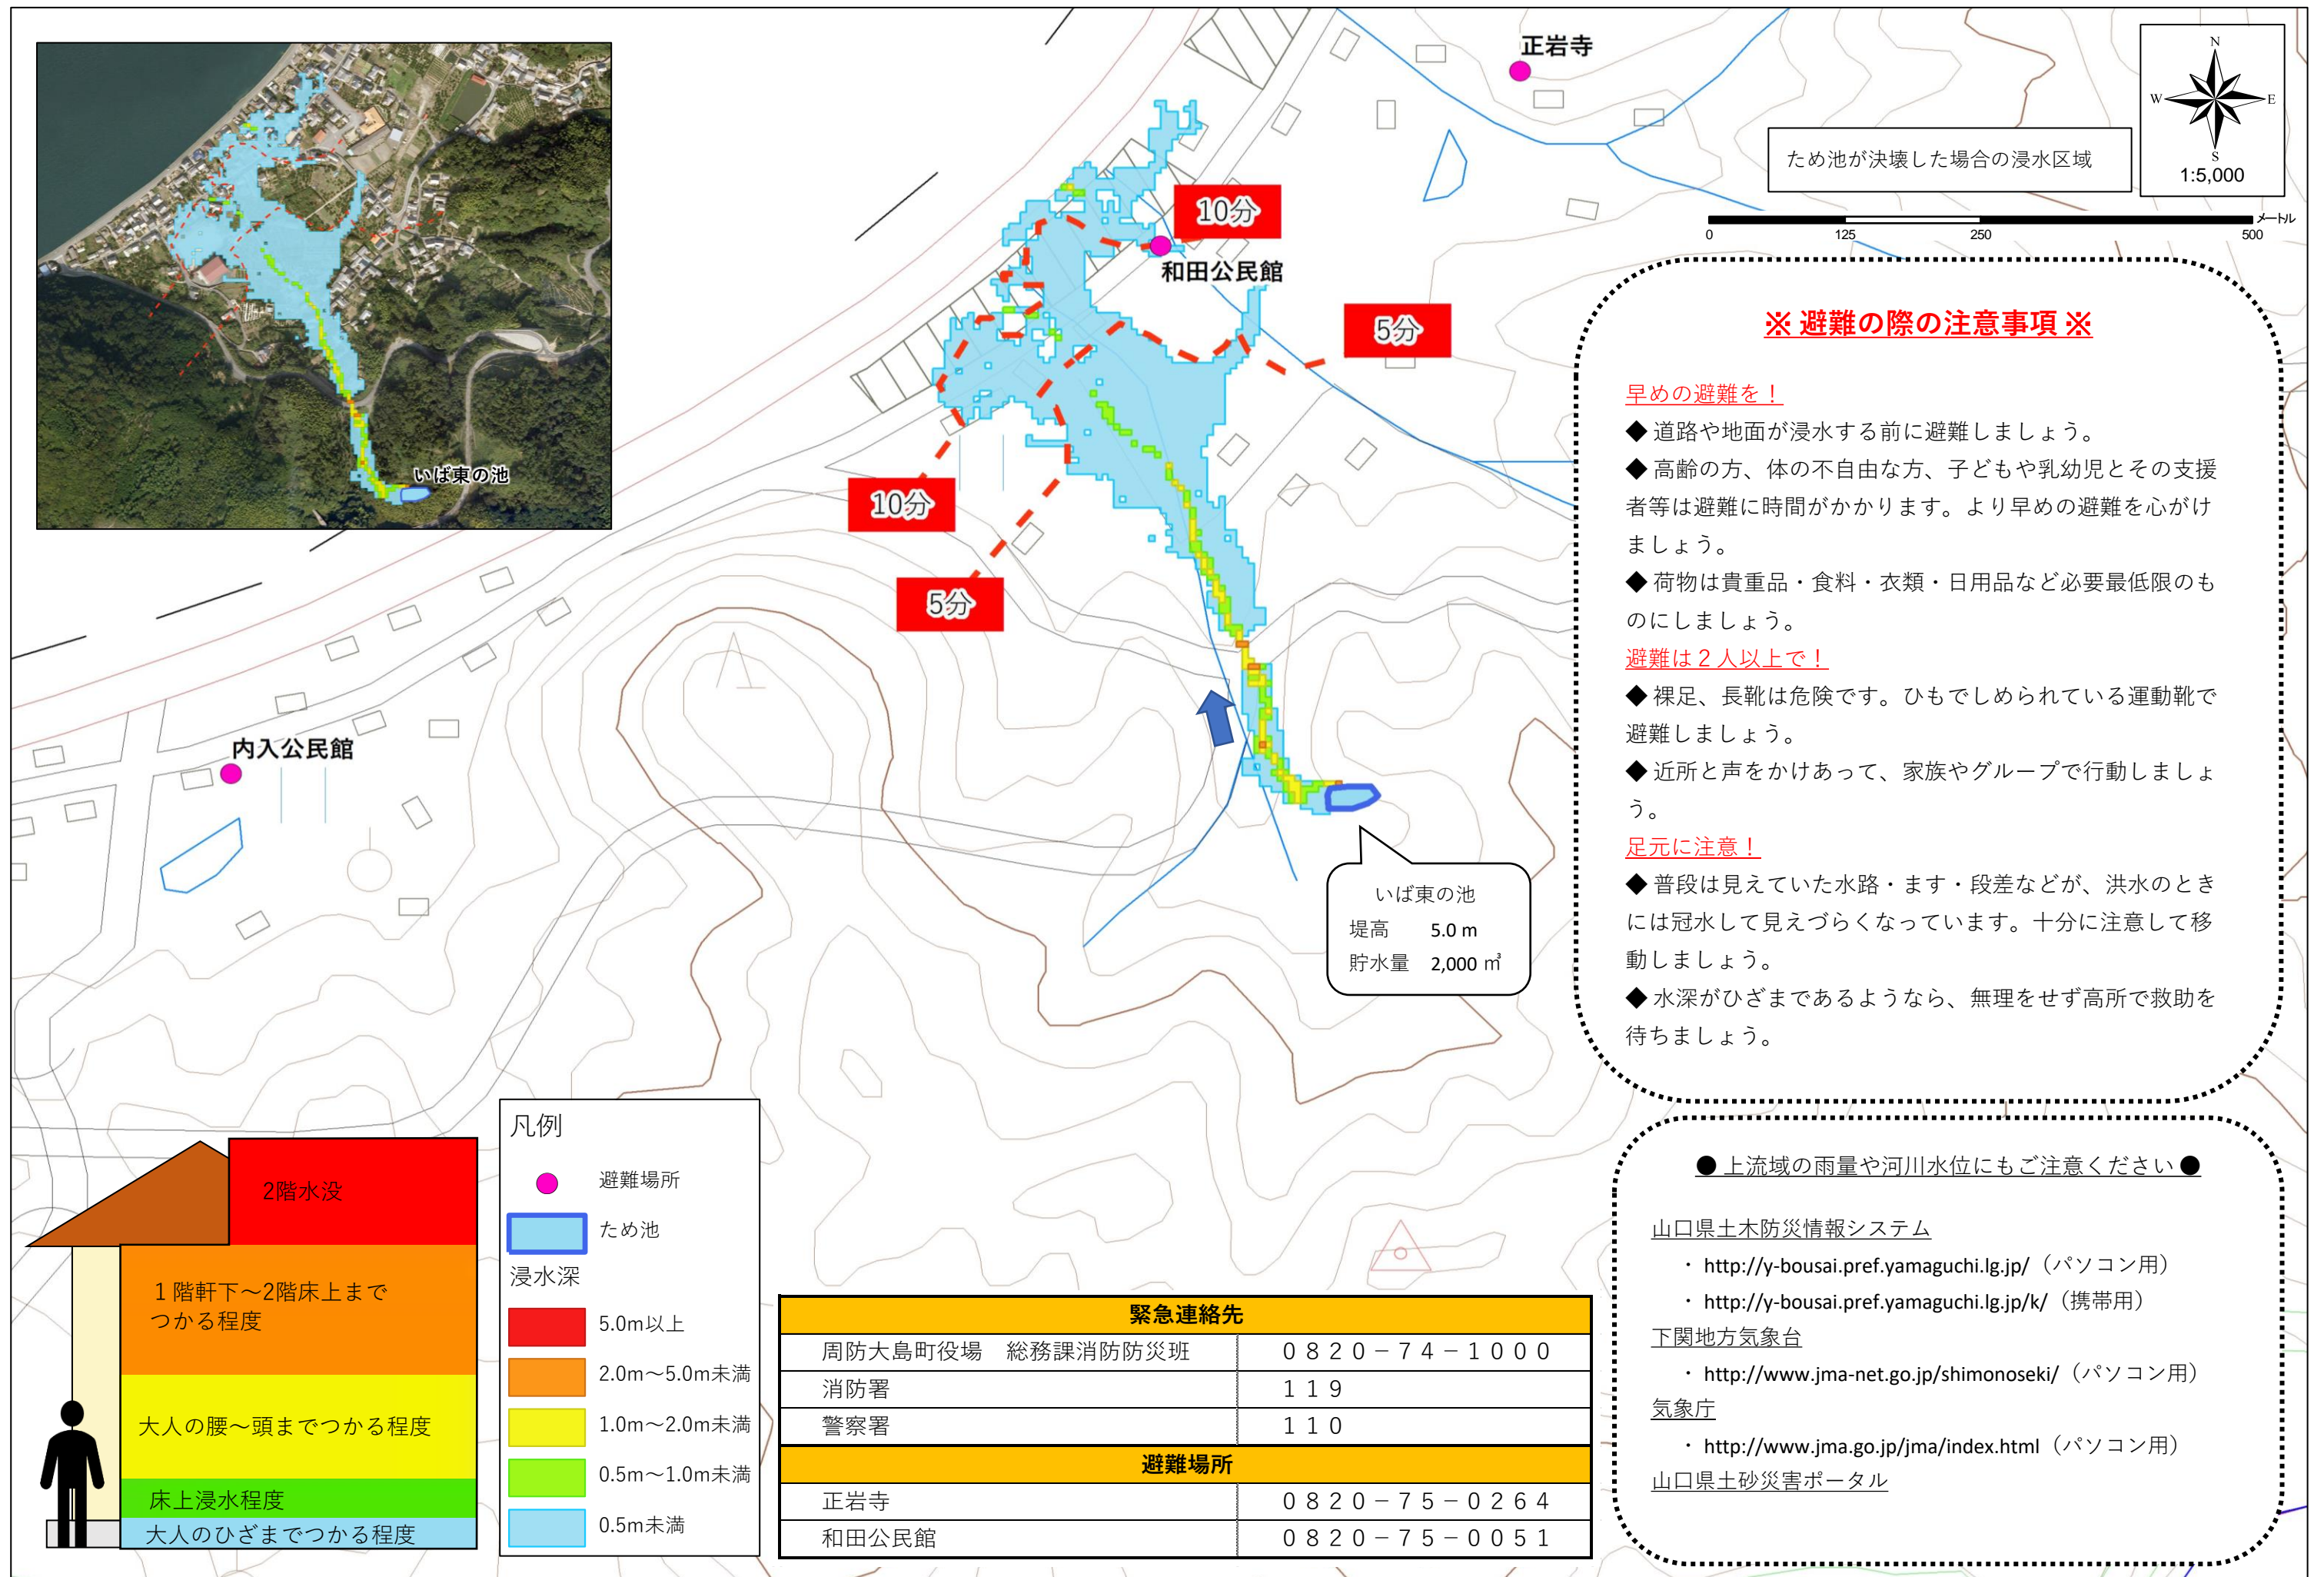 いば東の池
正岩寺
ため池が決壊した場合の浸水区域
N
W
E
S
1:5,000
0
125
250
500
メートル
10分
和田公民館
5分
10分
5分
内入公民館
いば東の池
堤高 5.0 m
貯水量 2,000 ㎥
※ 避難の際の注意事項 ※
早めの避難を！
◆ 道路や地面が浸水する前に避難しましょう。
◆ 高齢の方、体の不自由な方、子どもや乳幼児とその支援
者等は避難に時間がかかります。より早めの避難を心がけ
ましょう。
◆ 荷物は貴重品・食料・衣類・日用品など必要最低限のも
のにしましょう。
避難は２人以上で！
◆ 裸足、長靴は危険です。ひもでしめられている運動靴で
避難しましょう。
◆ 近所と声をかけあって、家族やグループで行動しましょ
う。
足元に注意！
◆ 普段は見えていた水路・ます・段差などが、洪水のとき
には冠水して見えづらくなっています。十分に注意して移
動しましょう。
◆ 水深がひざまであるようなら、無理をせず高所で救助を
待ちましょう。
● 上流域の雨量や河川水位にもご注意ください ●
山口県土木防災情報システム
・ http://y-bousai.pref.yamaguchi.lg.jp/（パソコン用）
・ http://y-bousai.pref.yamaguchi.lg.jp/k/（携帯用）
下関地方気象台
・ http://www.jma-net.go.jp/shimonoseki/（パソコン用）
気象庁
・ http://www.jma.go.jp/jma/index.html（パソコン用）
山口県土砂災害ポータル
2階水没
１階軒下～2階床上まで
つかる程度
大人の腰～頭までつかる程度
床上浸水程度
大人のひざまでつかる程度
凡例
避難場所
ため池
浸水深
5.0m以上
2.0m～5.0m未満
1.0m～2.0m未満
0.5m～1.0m未満
0.5m未満
緊急連絡先
周防大島町役場　総務課消防防災班 ０８２０－７４－１０００
消防署 １１９
警察署 １１０
避難場所
正岩寺 ０８２０－７５－０２６４
和田公民館 ０８２０－７５－００５１